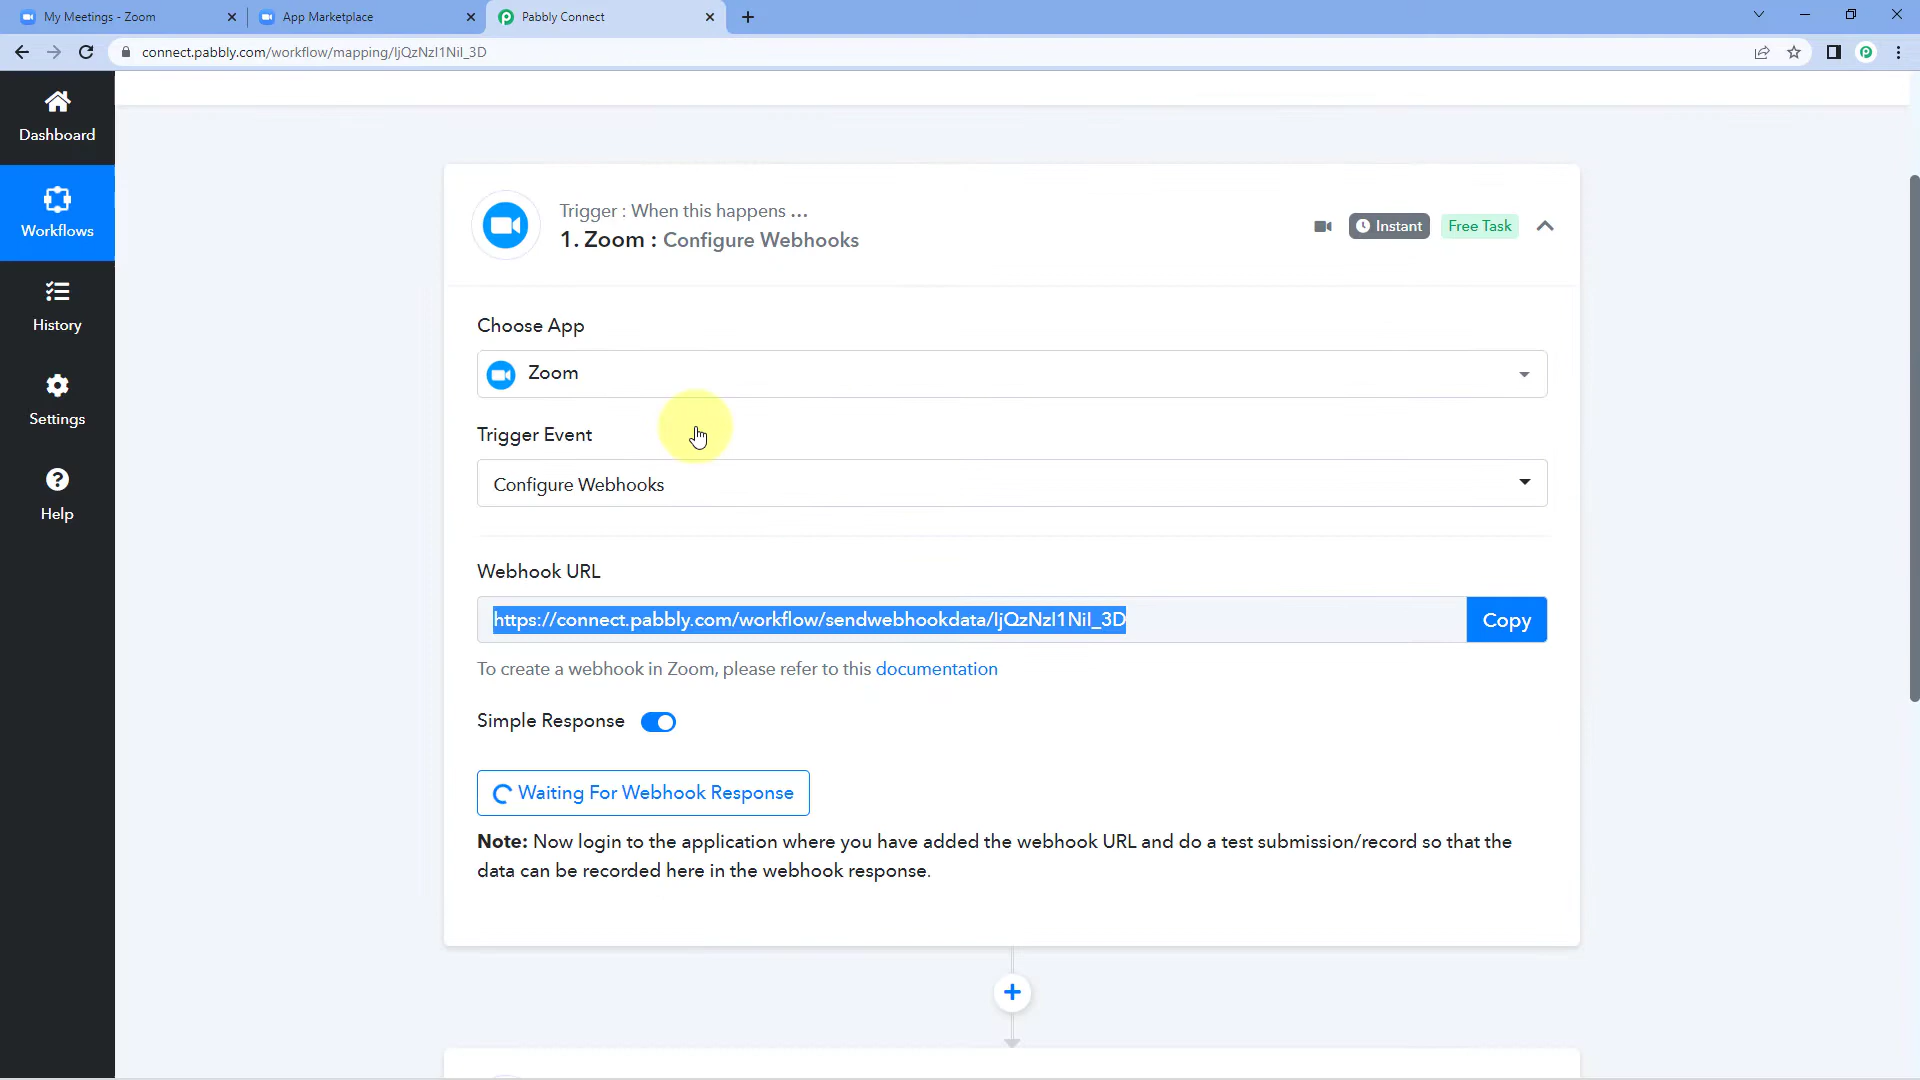 My Meetings - Zoom
App Marketplace
Pabbly Connect
connect.pabbly.com/workflow/mapping/IjQzNzI1NiI_3D
Dashboard
Workflows
History
Settings
Help
Trigger : When this happens ...
1. Zoom : Configure Webhooks
Instant
Free Task
Choose App
Zoom
Trigger Event
Configure Webhooks
Webhook URL
https://connect.pabbly.com/workflow/sendwebhookdata/IjQzNzI1NiI_3D
Copy
To create a webhook in Zoom, please refer to this documentation
Simple Response
Waiting For Webhook Response
Note: Now login to the application where you have added the webhook URL and do a test submission/record so that the
data can be recorded here in the webhook response.